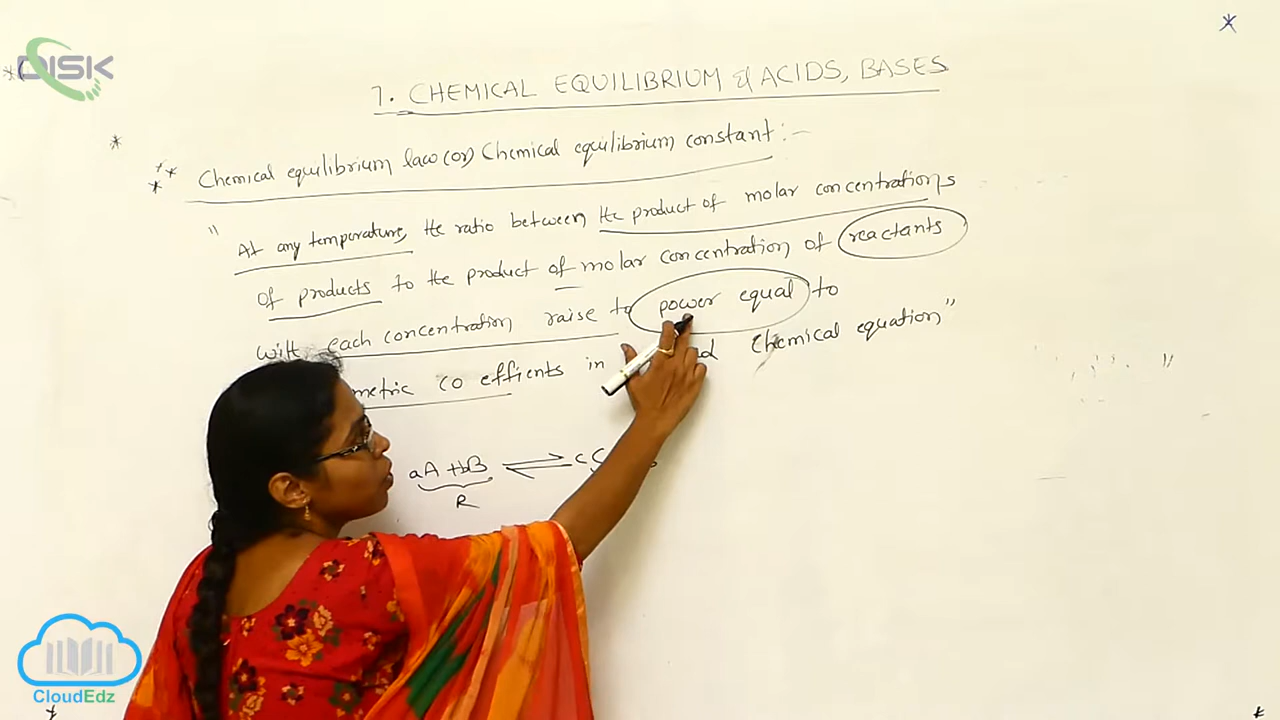 DISK
7. CHEMICAL EQUILIBRIUM & ACIDS, BASES
Chemical equilibrium law (or) Chemical equilibrium constant :-
" At any temperature, the ratio between the product of molar concentrations
of products to the product of molar concentration of reactants
with each concentration raise to power equal to
metric co effients in Chemical equation"
aA + bB ⇌ cC
R
CloudEdz